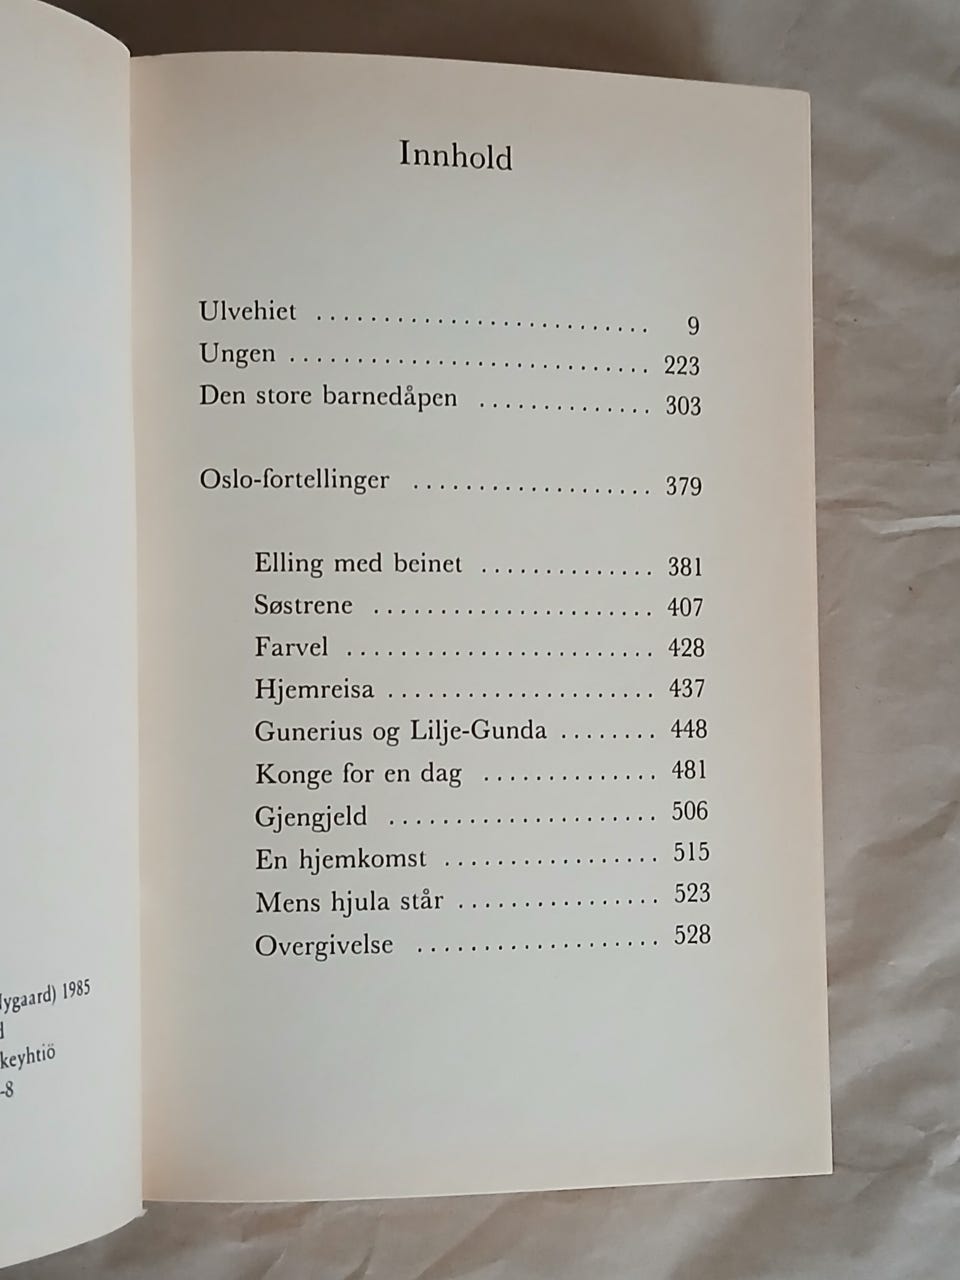 Innhold
Ulvehiet .......................... 9
Ungen ............................ 223
Den store barnedåpen ............. 303
Oslo-fortellinger .................. 379
Elling med beinet ............. 381
Søstrene ..................... 407
Farvel ....................... 428
Hjemreisa .................... 437
Gunerius og Lilje-Gunda ........ 448
Konge for en dag ............. 481
Gjengjeld .................... 506
En hjemkomst ................ 515
Mens hjula står ............... 523
Overgivelse ................... 528
ygaard) 1985
keyhtiö
-8